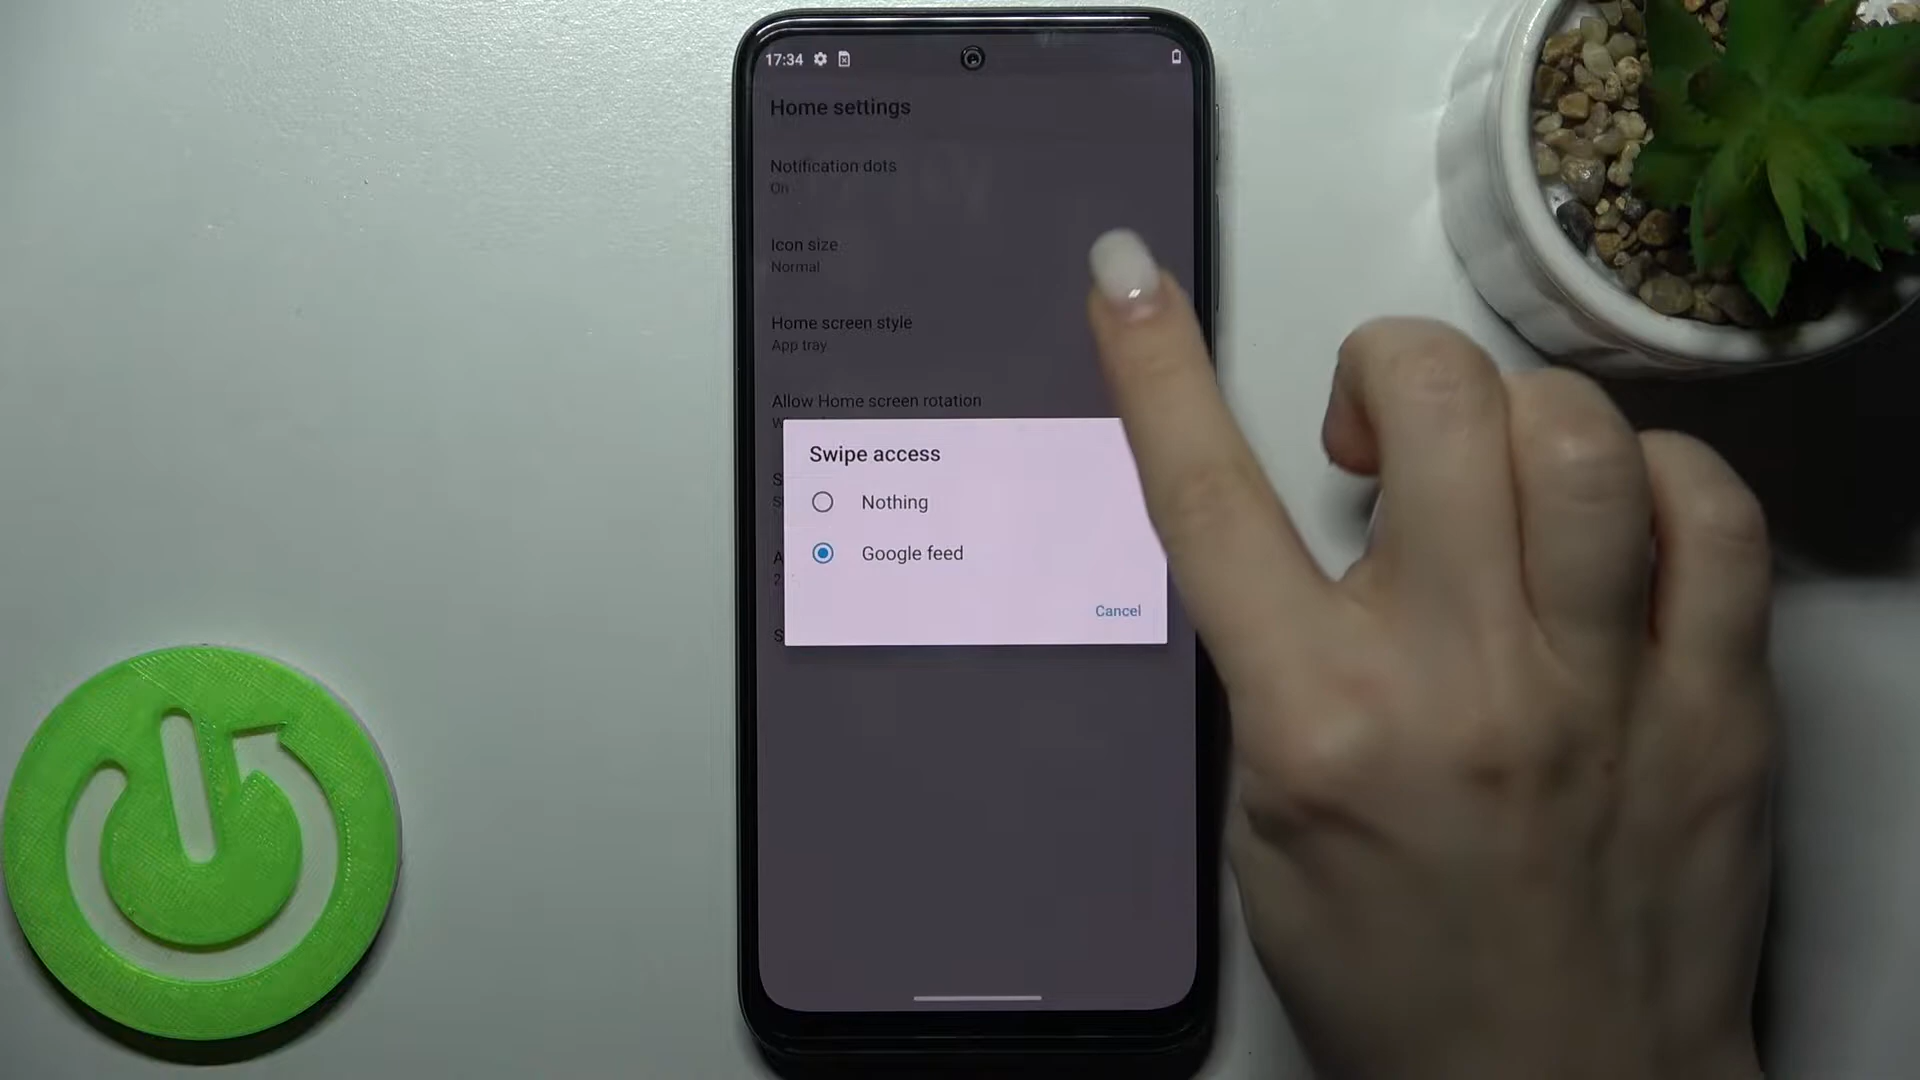 17:34
Home settings
Notification dots
On
Icon size
Normal
Home screen style
App tray
Allow Home screen rotation
Swipe access
Nothing
Google feed
Cancel